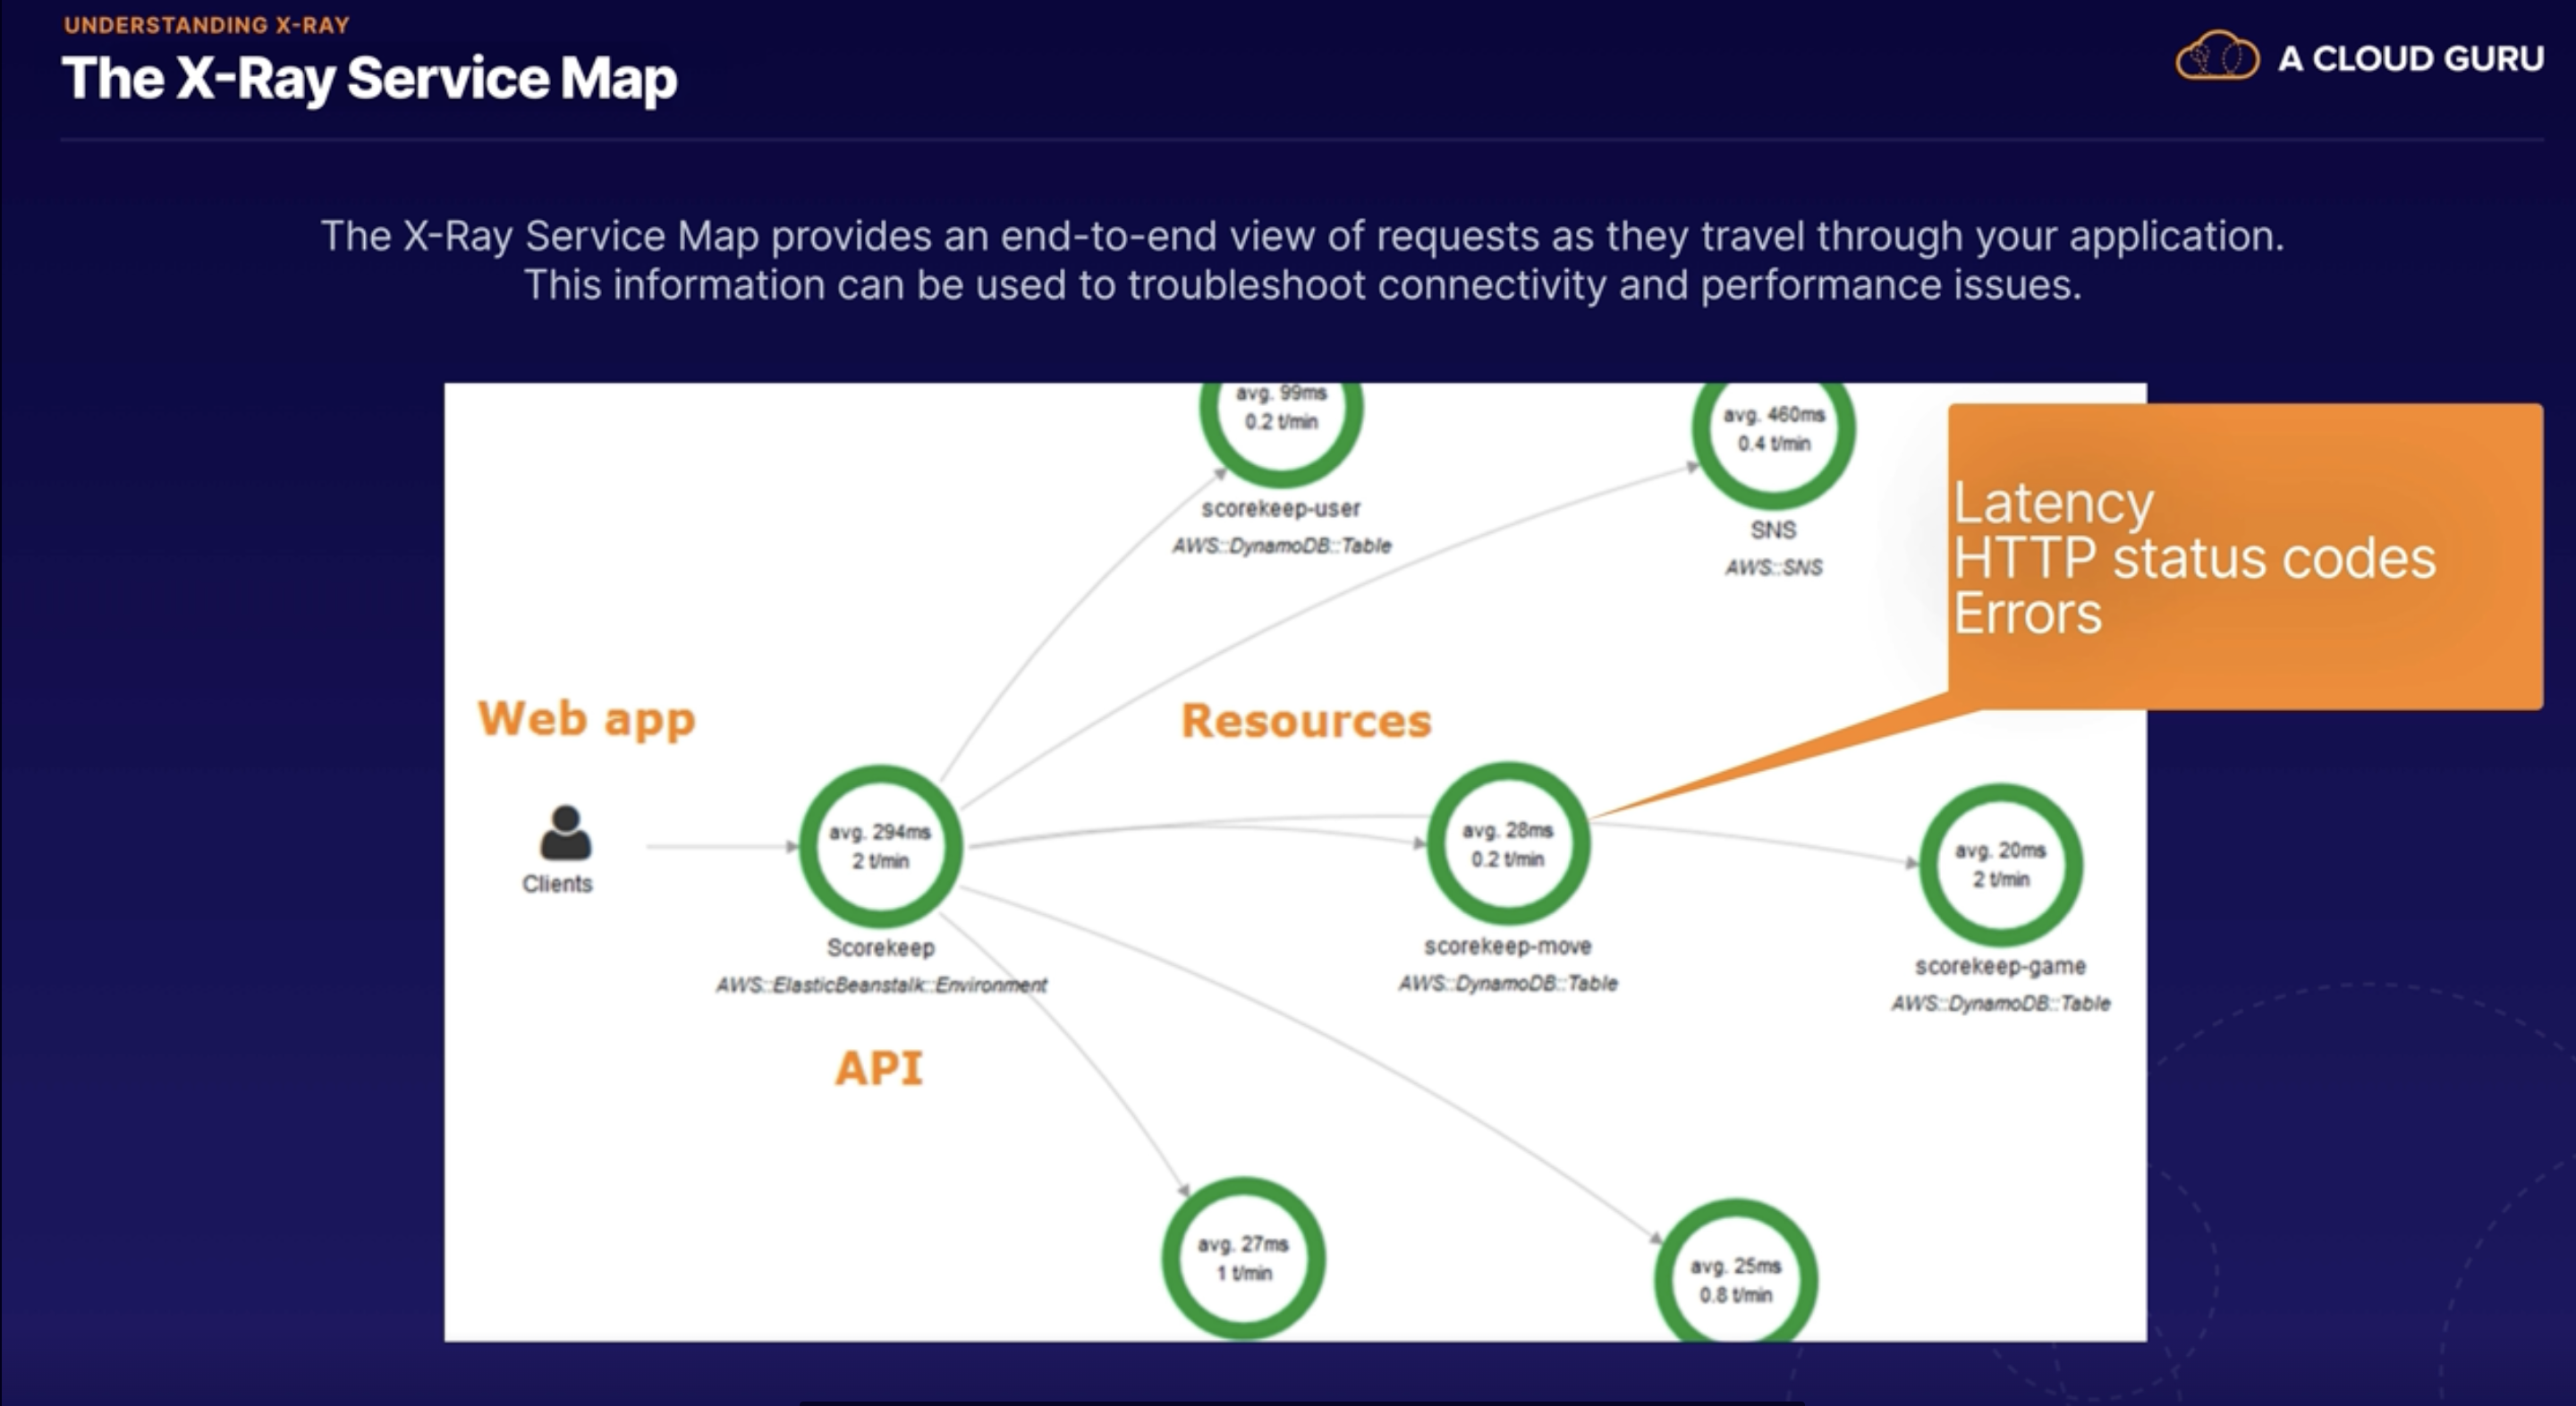 UNDERSTANDING X-RAY
The X-Ray Service Map
A CLOUD GURU
The X-Ray Service Map provides an end-to-end view of requests as they travel through your application.
This information can be used to troubleshoot connectivity and performance issues.
avg. 99ms
0.2 t/min
scorekeep-user
AWS::DynamoDB::Table
avg. 460ms
0.4 t/min
SNS
AWS::SNS
Latency
HTTP status codes
Errors
Web app
Resources
Clients
avg. 294ms
2 t/min
Scorekeep
AWS::ElasticBeanstalk::Environment
avg. 28ms
0.2 t/min
scorekeep-move
AWS::DynamoDB::Table
avg. 20ms
2 t/min
scorekeep-game
AWS::DynamoDB::Table
API
avg. 27ms
1 t/min
avg. 25ms
0.8 t/min